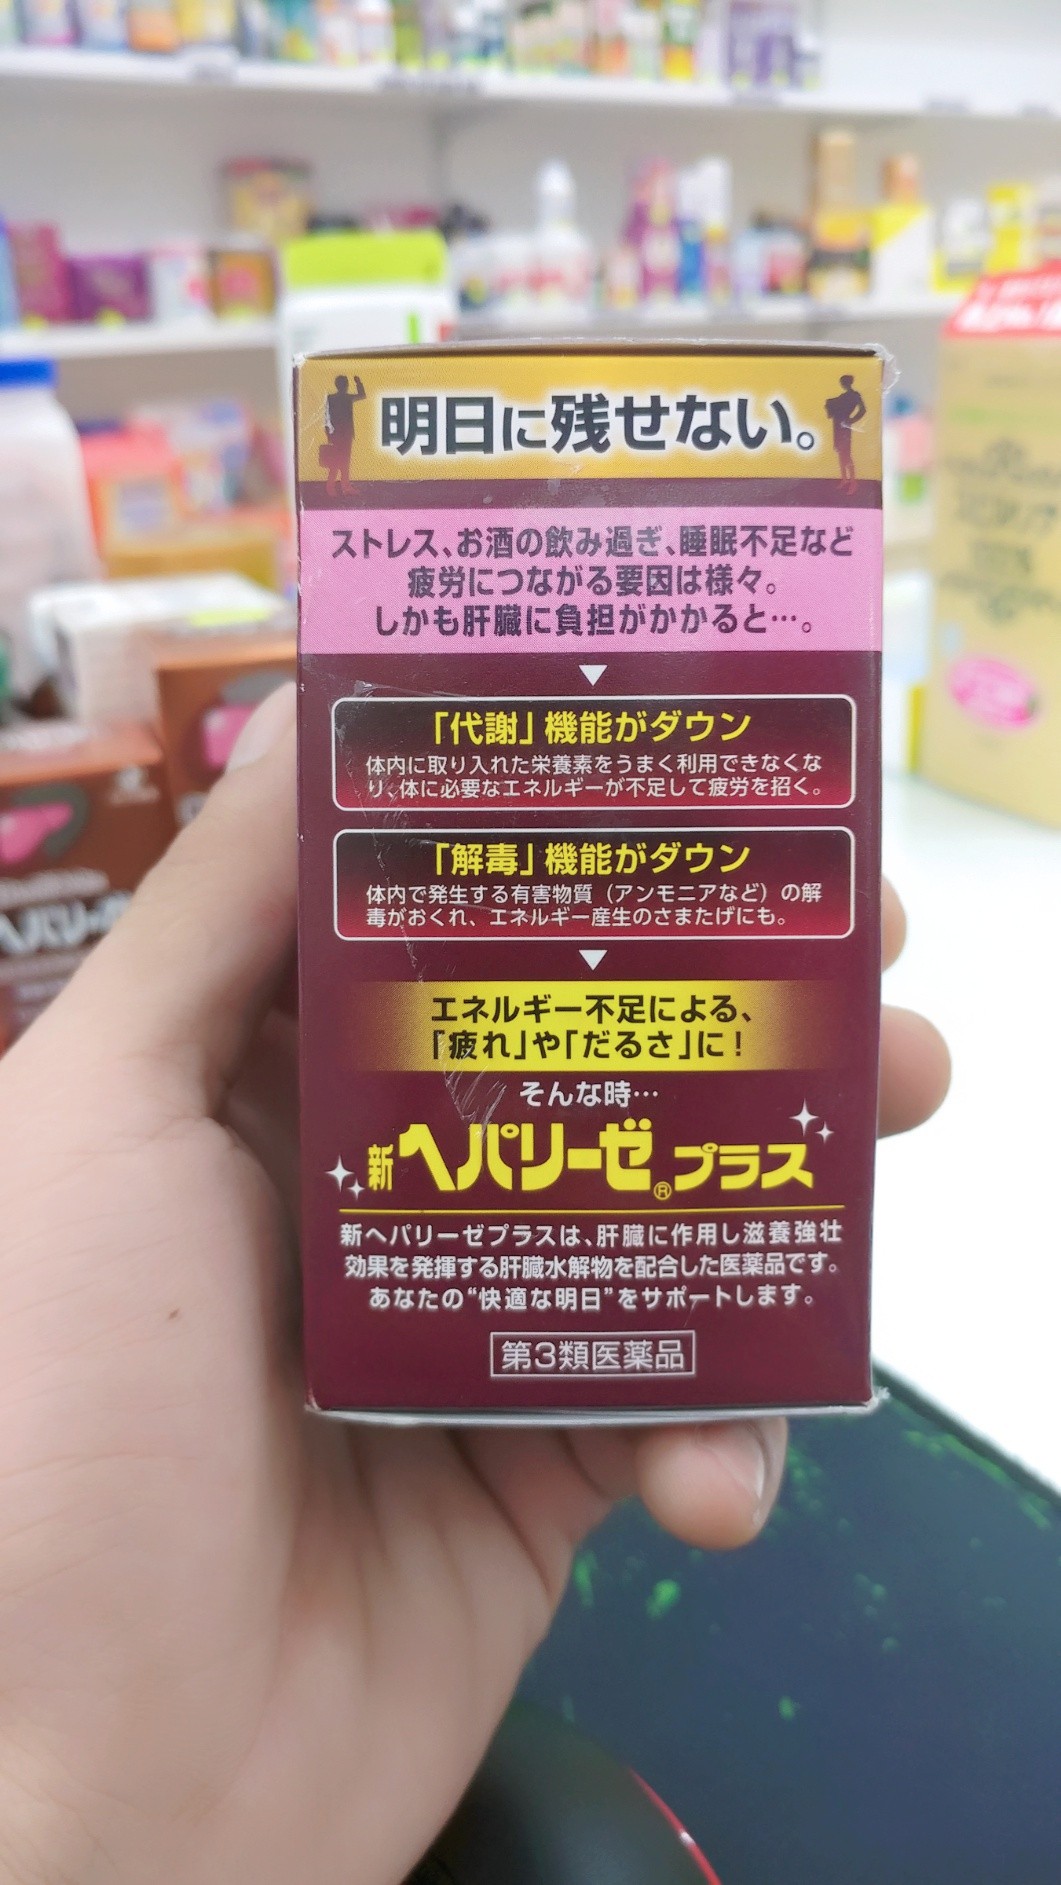 明日に残せない。
ストレス、お酒の飲み過ぎ、睡眠不足など
疲労につながる要因は様々。
しかも肝臓に負担がかかると…。
「代謝」機能がダウン
体内に取り入れた栄養素をうまく利用できなくな
り、体に必要なエネルギーが不足して疲労を招く。
「解毒」機能がダウン
体内で発生する有害物質（アンモニアなど）の解
毒がおくれ、エネルギー産生のさまたげにも。
エネルギー不足による、
「疲れ」や「だるさ」に！
そんな時…
新ヘパリーゼ®プラス
新ヘパリーゼプラスは、肝臓に作用し滋養強壮
効果を発揮する肝臓水解物を配合した医薬品です。
あなたの“快適な明日”をサポートします。
第3類医薬品